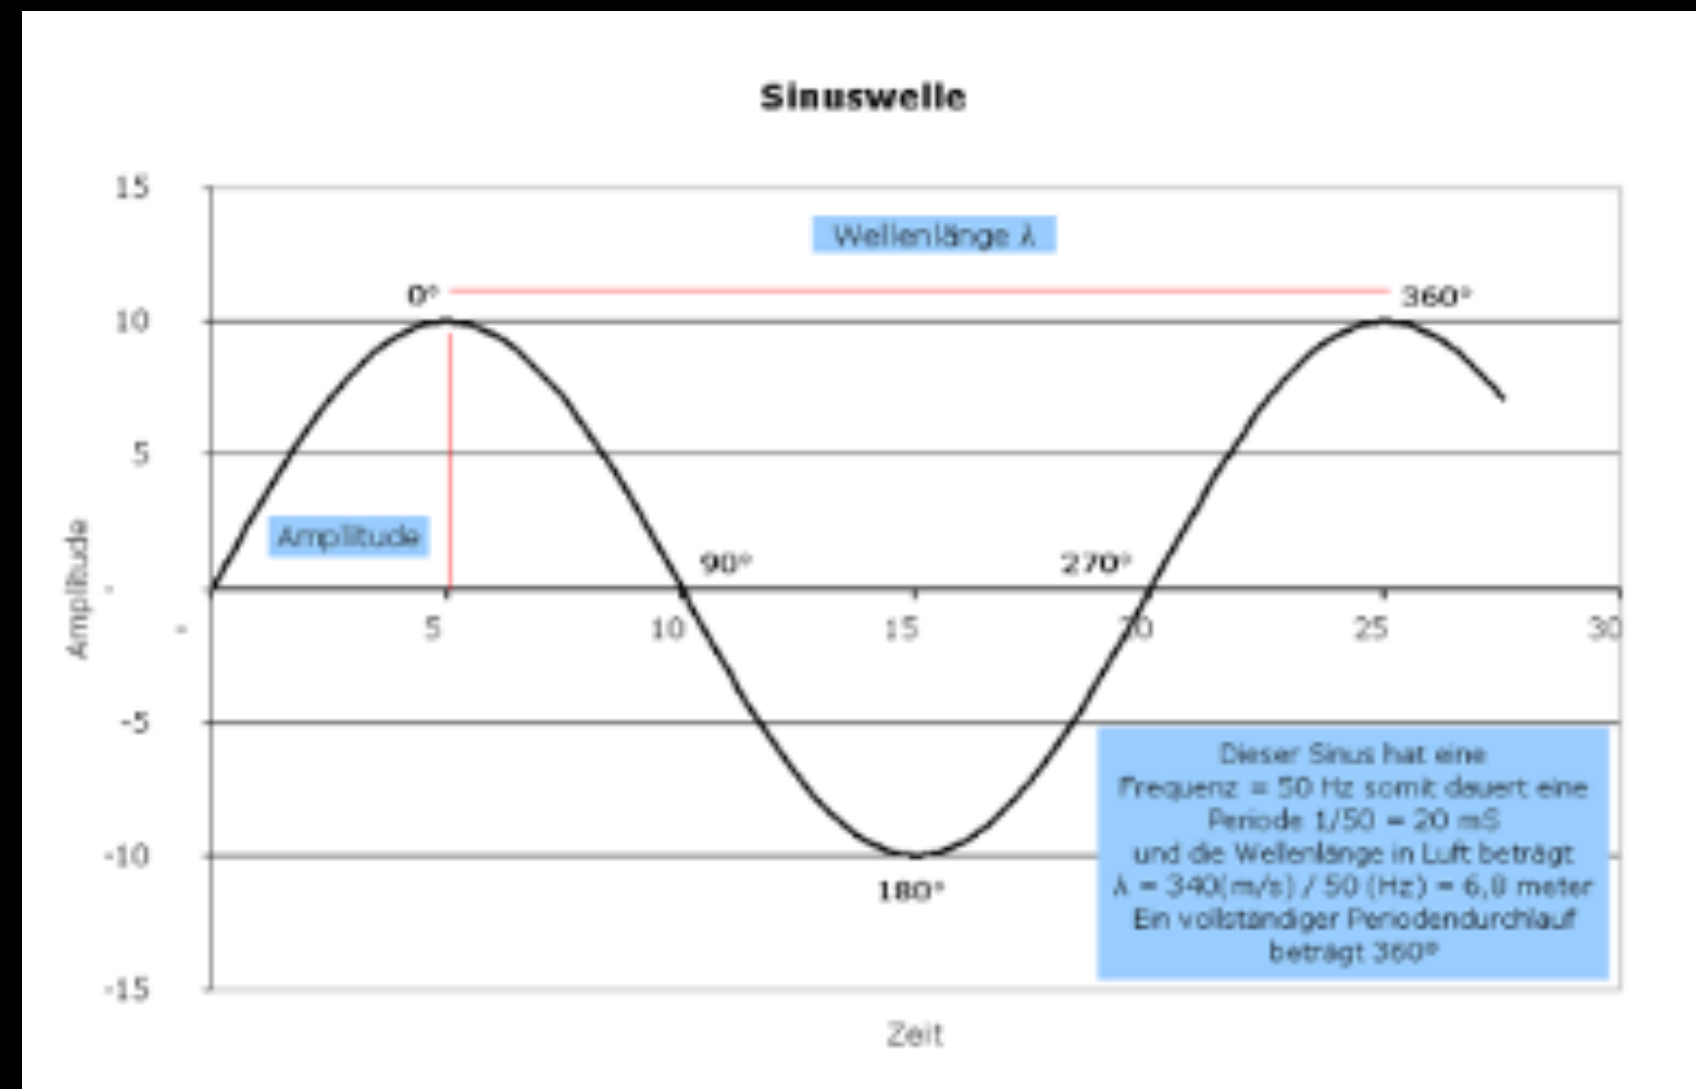 Sinuswelle
15
Wellenlänge λ
0°
360°
10
5
Amplitude
Amplitude
90°
270°
-
-
5
10
15
20
25
30
-5
Dieser Sinus hat eine
Frequenz = 50 Hz somit dauert eine
Periode 1/50 = 20 mS
und die Wellenlänge in Luft beträgt
λ = 340(m/s) / 50 (Hz) = 6,8 meter
Ein vollständiger Periodendurchlauf
beträgt 360º
-10
180°
-15
Zeit